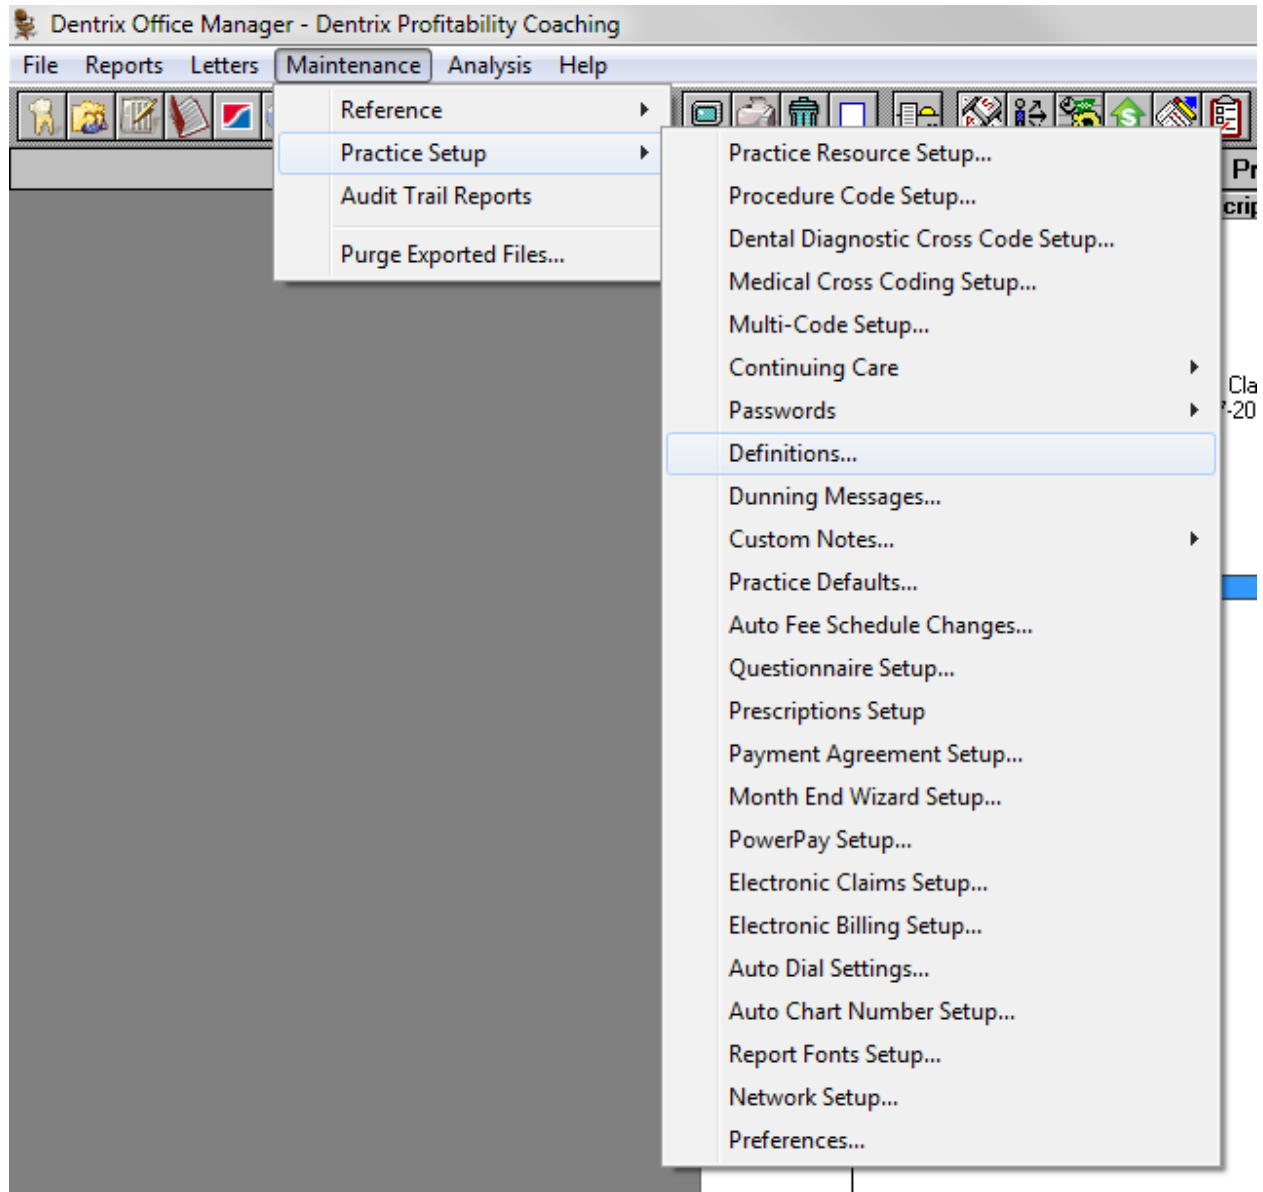 Dentrix Office Manager - Dentrix Profitability Coaching
File Reports Letters Maintenance Analysis Help
Reference
Practice Setup
Audit Trail Reports
Purge Exported Files...
Practice Resource Setup...
Procedure Code Setup...
Dental Diagnostic Cross Code Setup...
Medical Cross Coding Setup...
Multi-Code Setup...
Continuing Care
Passwords
Definitions...
Dunning Messages...
Custom Notes...
Practice Defaults...
Auto Fee Schedule Changes...
Questionnaire Setup...
Prescriptions Setup
Payment Agreement Setup...
Month End Wizard Setup...
PowerPay Setup...
Electronic Claims Setup...
Electronic Billing Setup...
Auto Dial Settings...
Auto Chart Number Setup...
Report Fonts Setup...
Network Setup...
Preferences...